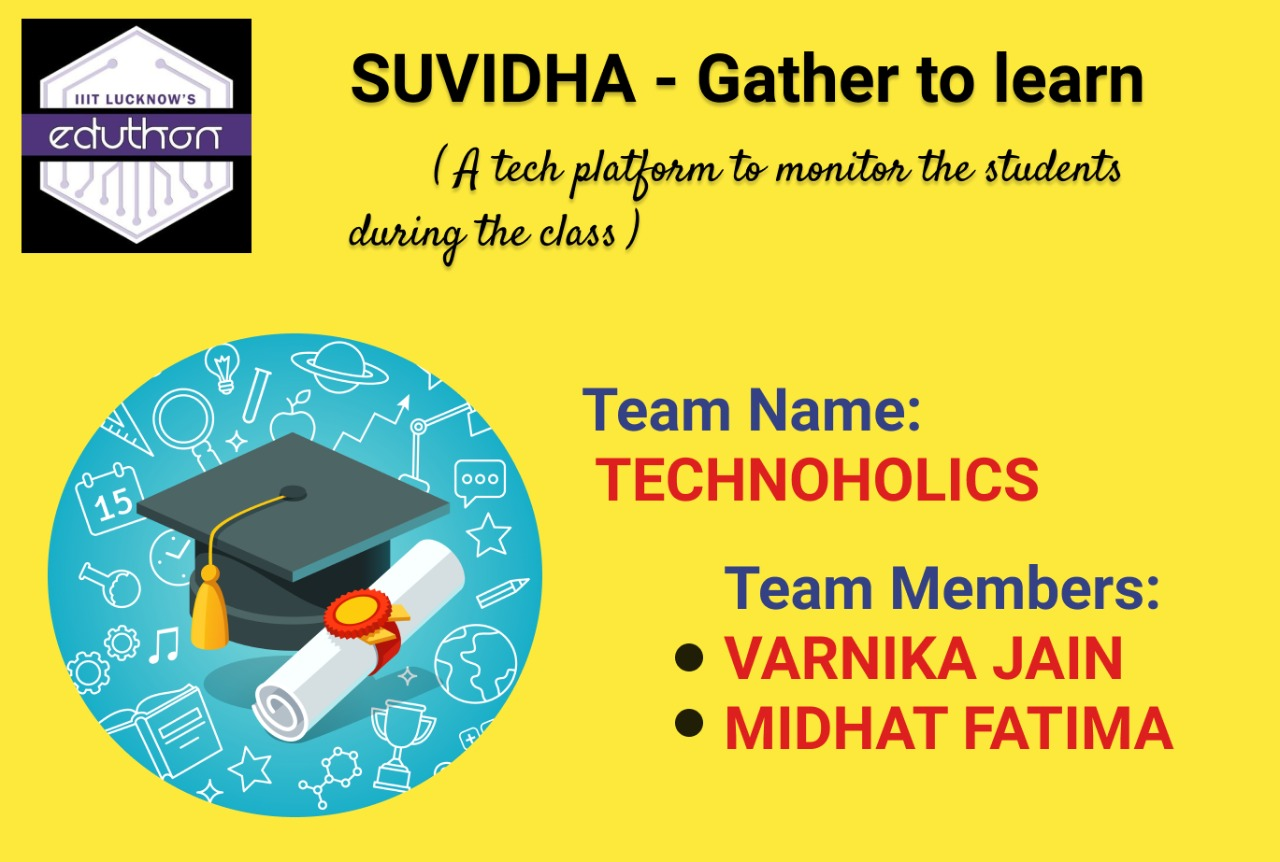 IIIT LUCKNOW'S
eduthon
SUVIDHA - Gather to learn
( A tech platform to monitor the students
during the class )
15
Team Name:
TECHNOHOLICS
Team Members:
● VARNIKA JAIN
● MIDHAT FATIMA